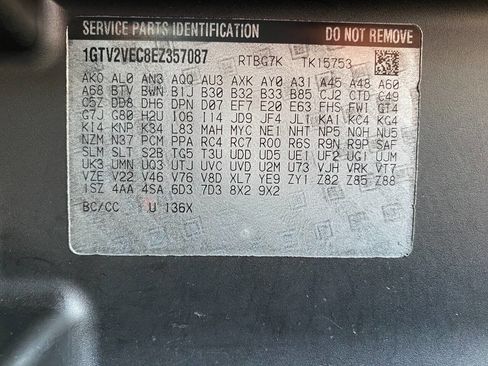 SERVICE PARTS IDENTIFICATION DO NOT REMOVE
1GTV2VEC8EZ357087 RTBG7K TK15753
AKO AL0 AN3 AQQ AU3 AXK AY0 A31 A45 A48 A60
A68 BTV BWN B1J B30 B32 B33 B85 CJ2 CTD C49
C5Z DD8 DH6 DPN D07 EF7 E20 E63 FHS FWI GT4
G7J G80 H2U IO6 I14 JD9 JF4 JL1 KA1 KC4 KG4
K14 KNP K34 L83 MAH MYC NE1 NHT NP5 NQH NU5
NZM N37 PCM PPA RC4 RC7 R00 R6S R9N R9P SAF
SLM SLT S2B TG5 T3U UDD UD5 UE1 UF2 UG1 UJM
UK3 UMN UQ3 UTJ UVC UVD U2M U73 VHL VRK VT7
VZE V22 V46 V76 V8D XL7 YE9 ZY1 Z82 Z85 Z88
1SZ 4AA 4SA 6D3 7D3 8X2 9X2
BC/CC U 136X